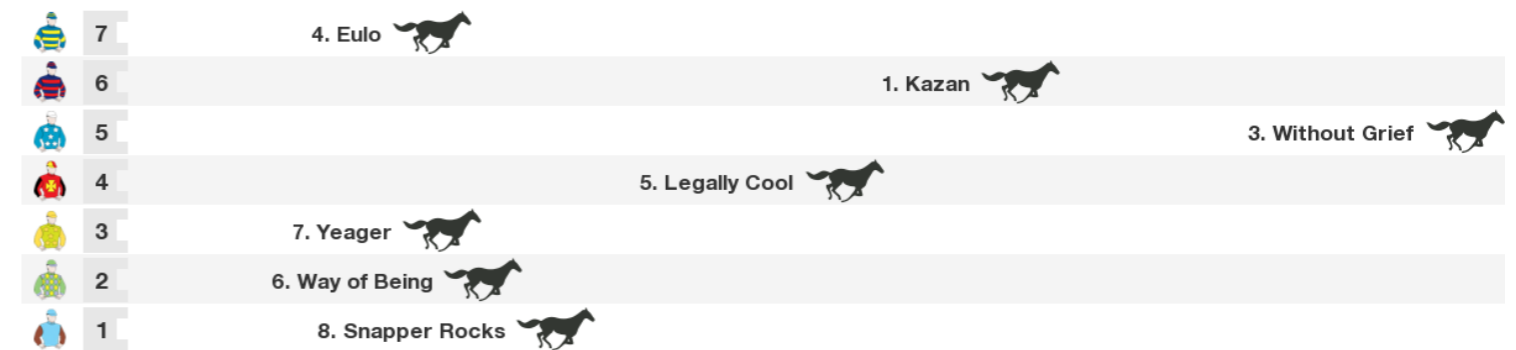 7 4. Eulo
6 1. Kazan
5 3. Without Grief
4 5. Legally Cool
3 7. Yeager
2 6. Way of Being
1 8. Snapper Rocks